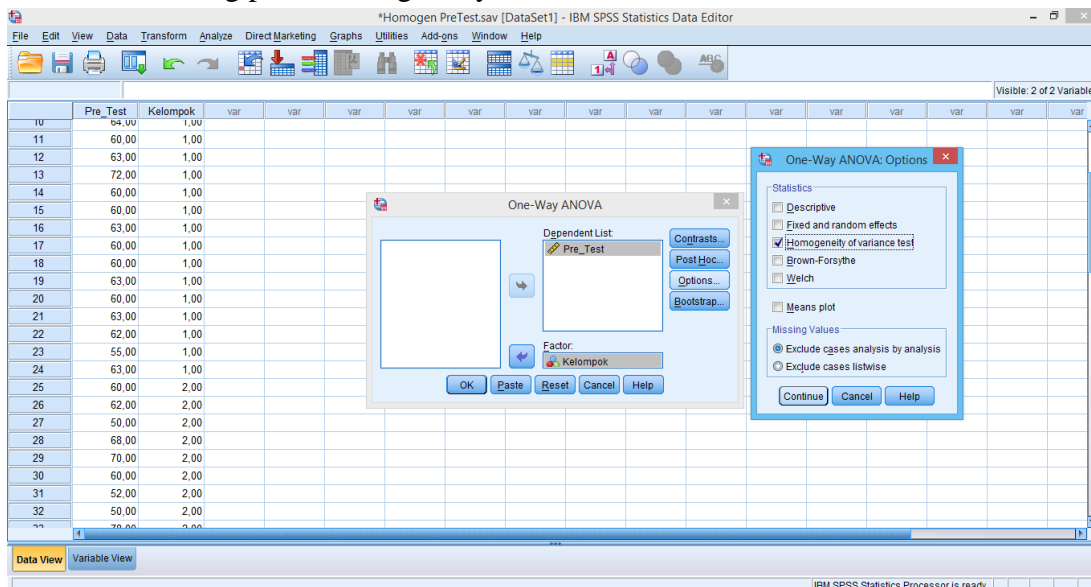 *Homogen PreTest.sav [DataSet1] - IBM SPSS Statistics Data Editor
File Edit View Data Transform Analyze Direct Marketing Graphs Utilities Add-ons Window Help
Visible: 2 of 2 Variable
Pre_Test Kelompok var var var var var var var var var var var var var
10 64,00 1,00
11 60,00 1,00
12 63,00 1,00
13 72,00 1,00
14 60,00 1,00
15 60,00 1,00
16 63,00 1,00
17 60,00 1,00
18 60,00 1,00
19 63,00 1,00
20 60,00 1,00
21 63,00 1,00
22 62,00 1,00
23 55,00 1,00
24 63,00 1,00
25 60,00 2,00
26 62,00 2,00
27 50,00 2,00
28 68,00 2,00
29 70,00 2,00
30 60,00 2,00
31 52,00 2,00
32 50,00 2,00
One-Way ANOVA
Dependent List:
Pre_Test
Contrasts...
Post Hoc...
Options...
Bootstrap...
Factor:
Kelompok
OK Paste Reset Cancel Help
One-Way ANOVA: Options
Statistics
Descriptive
Fixed and random effects
Homogeneity of variance test
Brown-Forsythe
Welch
Means plot
Missing Values
Exclude cases analysis by analysis
Exclude cases listwise
Continue Cancel Help
Data View Variable View
IBM SPSS Statistics Processor is ready